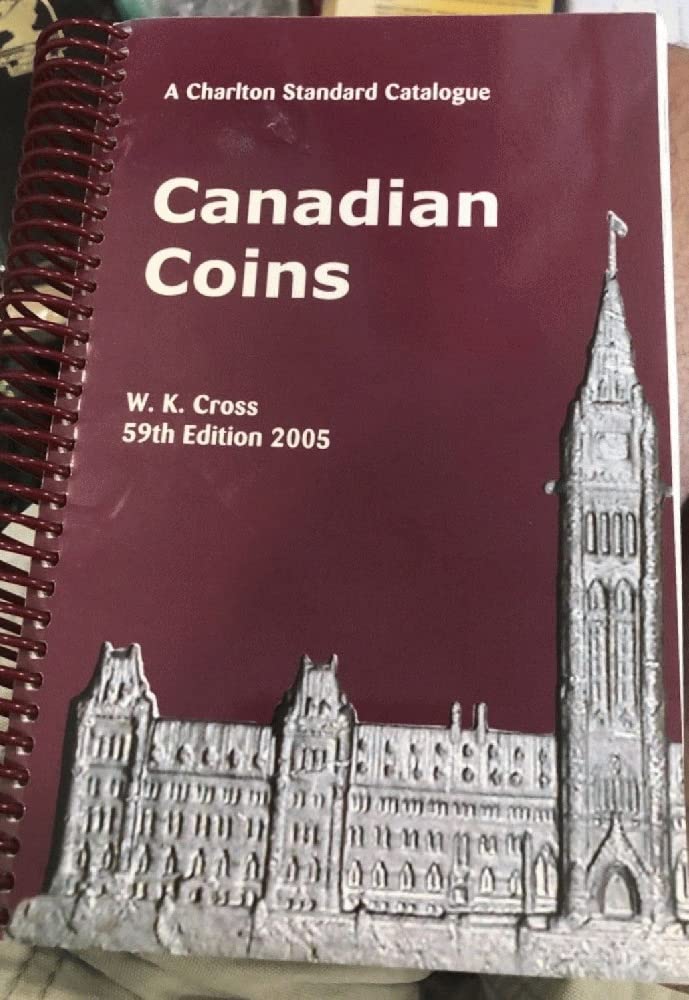 A Charlton Standard Catalogue
Canadian
Coins
W. K. Cross
59th Edition 2005